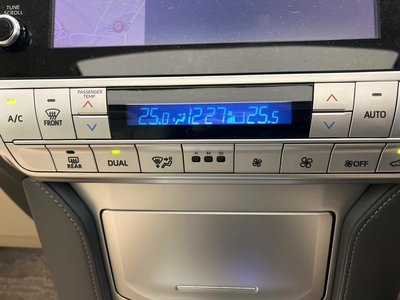 TUNE
SCROLL
PASSENGER
TEMP
A/C
FRONT
25.0 12:27 25.5
AUTO
REAR
DUAL
OFF